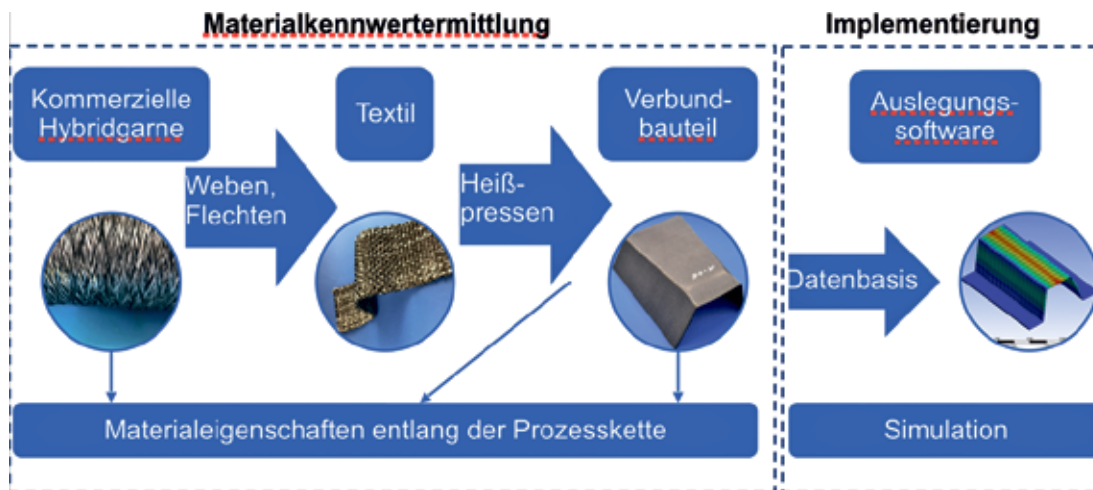 Materialkennwertermittlung
Implementierung
Kommerzielle
Hybridgarne
Textil
Verbund-
bauteil
Auslegungs-
software
Weben,
Flechten
Heiß-
pressen
Datenbasis
Materialeigenschaften entlang der Prozesskette
Simulation